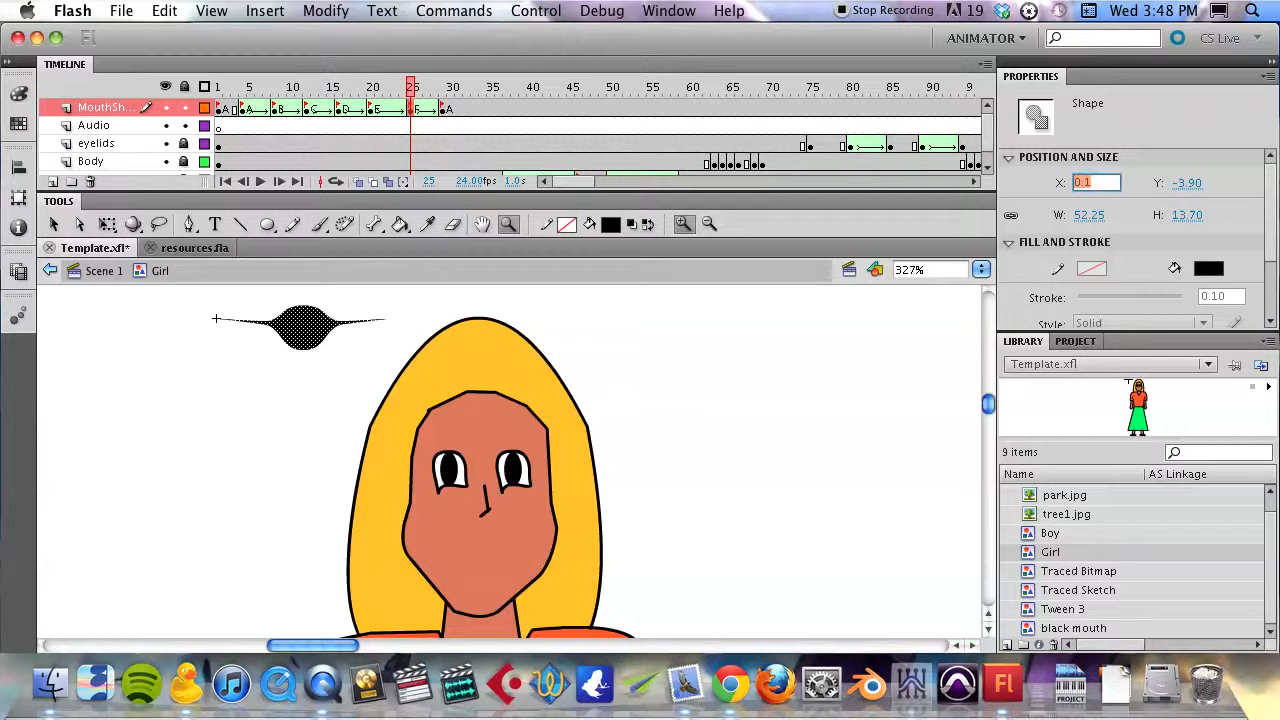 Flash File Edit View Insert Modify Text Commands Control Debug Window Help Stop Recording 19 Wed 3:48 PM
Fl ANIMATOR CS Live
TIMELINE PROPERTIES
1 5 10 15 20 25 30 35 40 45 50 55 60 65 70 75 80 85 90 9
MouthSh... A A B C D E F A
Shape
Audio
eyelids
Body
25 24.00fps 1.0s
POSITION AND SIZE
X: 0.1 Y: -3.90
TOOLS
W: 52.25 H: 13.70
T
FILL AND STROKE
Template.xfl* resources.fla
Scene 1 Girl 327%
Stroke: 0.10
Style: Solid
LIBRARY PROJECT
Template.xfl
9 items
Name AS Linkage
park.jpg
tree1.jpg
Boy
Girl
Traced Bitmap
Traced Sketch
Tween 3
black mouth
Fl
PROJECT